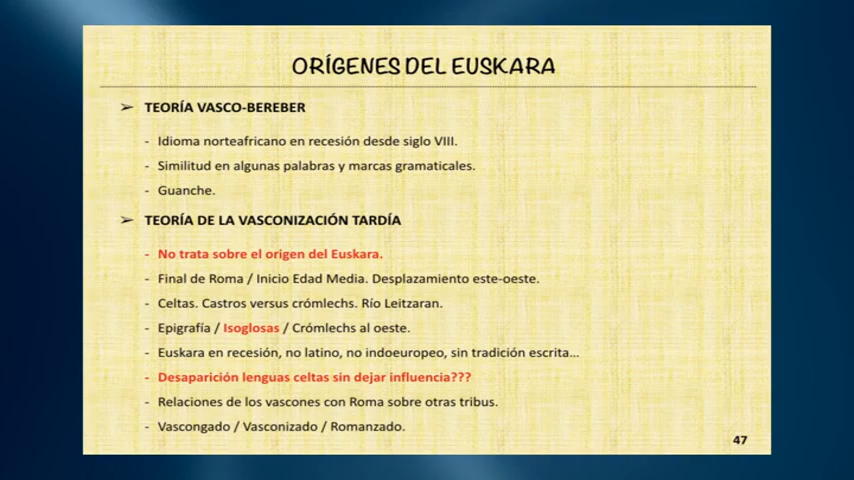 ORÍGENES DEL EUSKARA
➢ TEORÍA VASCO-BEREBER
- Idioma norteafricano en recesión desde siglo VIII.
- Similitud en algunas palabras y marcas gramaticales.
- Guanche.
➢ TEORÍA DE LA VASCONIZACIÓN TARDÍA
- No trata sobre el origen del Euskara.
- Final de Roma / Inicio Edad Media. Desplazamiento este-oeste.
- Celtas. Castros versus crómlechs. Río Leitzaran.
- Epigrafía / Isoglosas / Crómlechs al oeste.
- Euskara en recesión, no latino, no indoeuropeo, sin tradición escrita...
- Desaparición lenguas celtas sin dejar influencia???
- Relaciones de los vascones con Roma sobre otras tribus.
- Vascongado / Vasconizado / Romanzado.
47